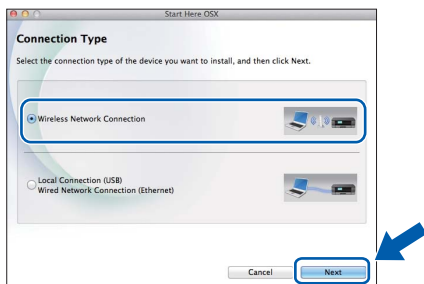 Start Here OSX
Connection Type
Select the connection type of the device you want to install, and then click Next.
Wireless Network Connection
Local Connection (USB)
Wired Network Connection (Ethernet)
Cancel
Next